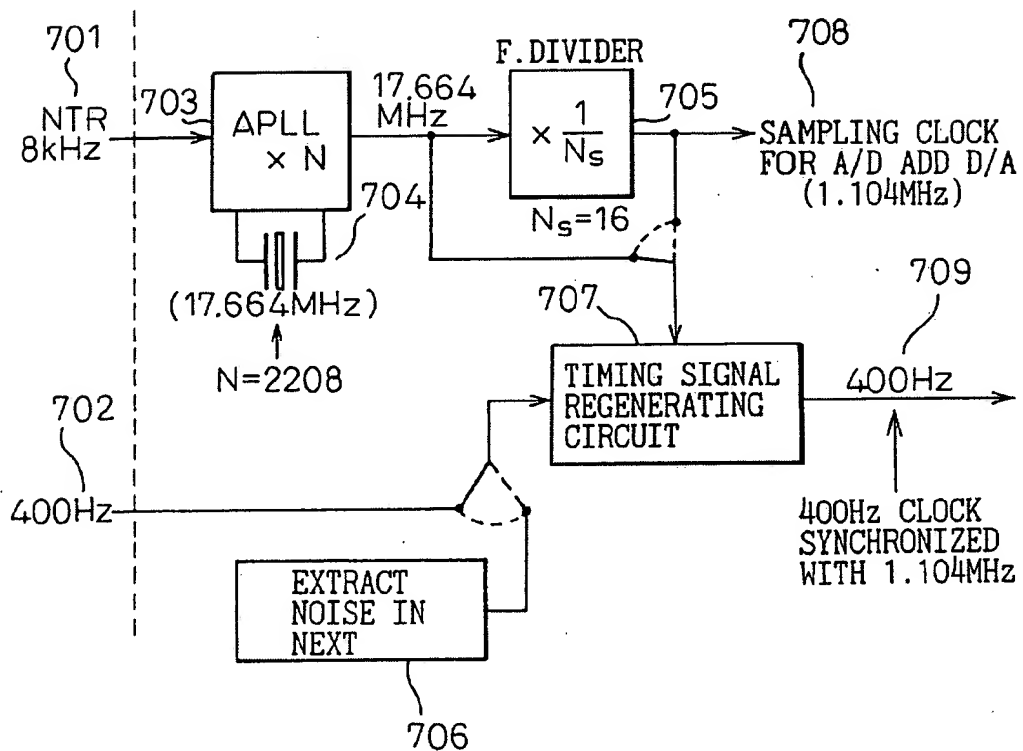 701
NTR
8kHz
703
APLL
× N
17.664
MHz
F.DIVIDER
× 1/Ns
705
Ns=16
708
SAMPLING CLOCK
FOR A/D ADD D/A
(1.104MHz)
704
(17.664MHz)
N=2208
707
TIMING SIGNAL
REGENERATING
CIRCUIT
709
400Hz
702
400Hz
400Hz CLOCK
SYNCHRONIZED
WITH 1.104MHz
EXTRACT
NOISE IN
NEXT
706